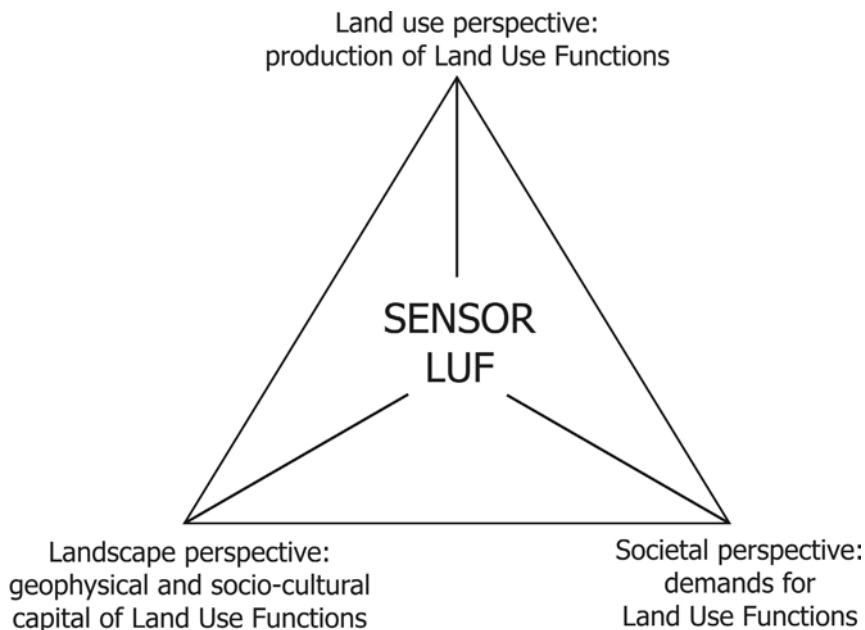 Land use perspective:
production of Land Use Functions
SENSOR
LUF
Landscape perspective:
geophysical and socio-cultural
capital of Land Use Functions
Societal perspective:
demands for
Land Use Functions